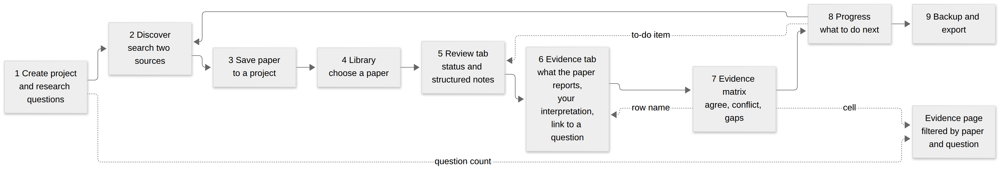 1 Create project
and research
questions
2 Discover
search two
sources
3 Save paper
to a project
4 Library
choose a paper
5 Review tab
status and
structured notes
6 Evidence tab
what the paper
reports,
your
interpretation,
link to a
question
7 Evidence
matrix
agree, conflict,
gaps
8 Progress
what to do next
9 Backup and
export
Evidence page
filtered by paper
and question
to-do item
row name
cell
question count